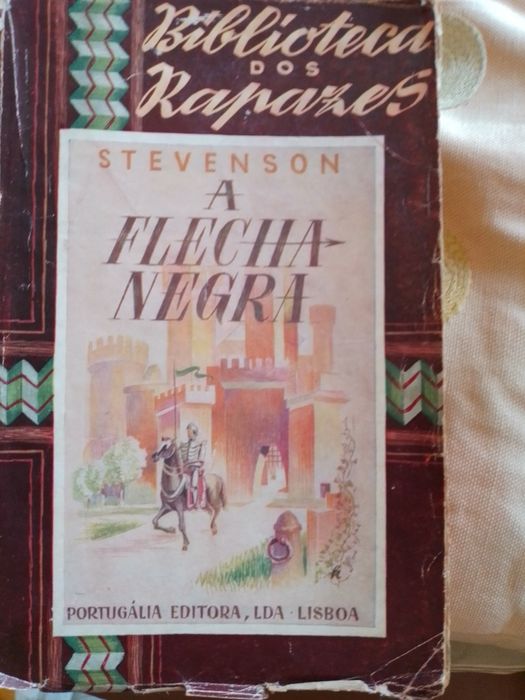 Biblioteca
DOS
Rapazes
STEVENSON
A
FLECHA
NEGRA
PORTUGÁLIA EDITORA, LDA · LISBOA